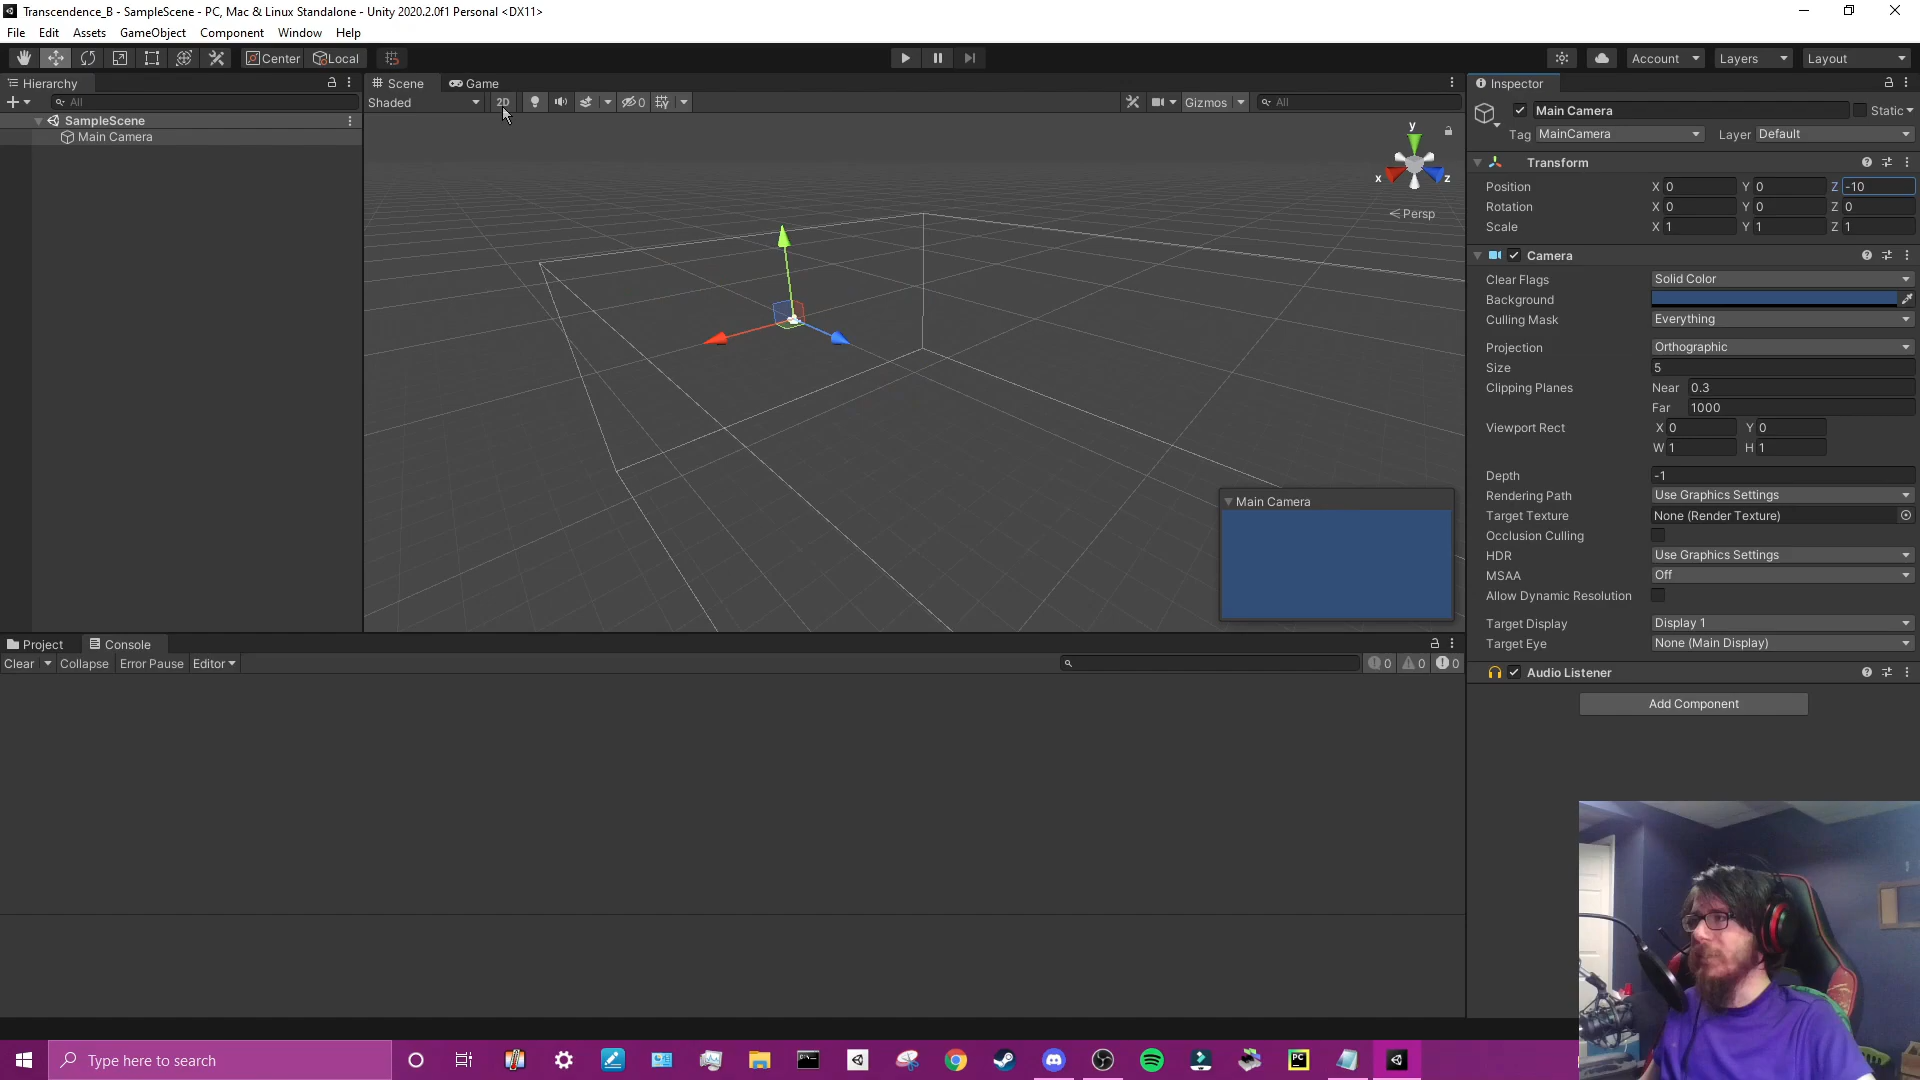 Transcendence_B - SampleScene - PC, Mac & Linux Standalone - Unity 2020.2.0f1 Personal <DX11>
File Edit Assets GameObject Component Window Help
Center Local Account Layers Layout
Hierarchy Scene Game Inspector
All Shaded 2D 0 Gizmos All
SampleScene
Main Camera
y
x z
Persp
Main Camera Static
Tag MainCamera Layer Default
Transform
Position X 0 Y 0 Z -10
Rotation X 0 Y 0 Z 0
Scale X 1 Y 1 Z 1
Camera
Clear Flags Solid Color
Background
Culling Mask Everything
Projection Orthographic
Size 5
Clipping Planes Near 0.3
Far 1000
Viewport Rect X 0 Y 0
W 1 H 1
Depth -1
Rendering Path Use Graphics Settings
Target Texture None (Render Texture)
Occlusion Culling
HDR Use Graphics Settings
MSAA Off
Allow Dynamic Resolution
Target Display Display 1
Target Eye None (Main Display)
Audio Listener
Add Component
Main Camera
Project Console
Clear Collapse Error Pause Editor 0 0 0
Type here to search
PC